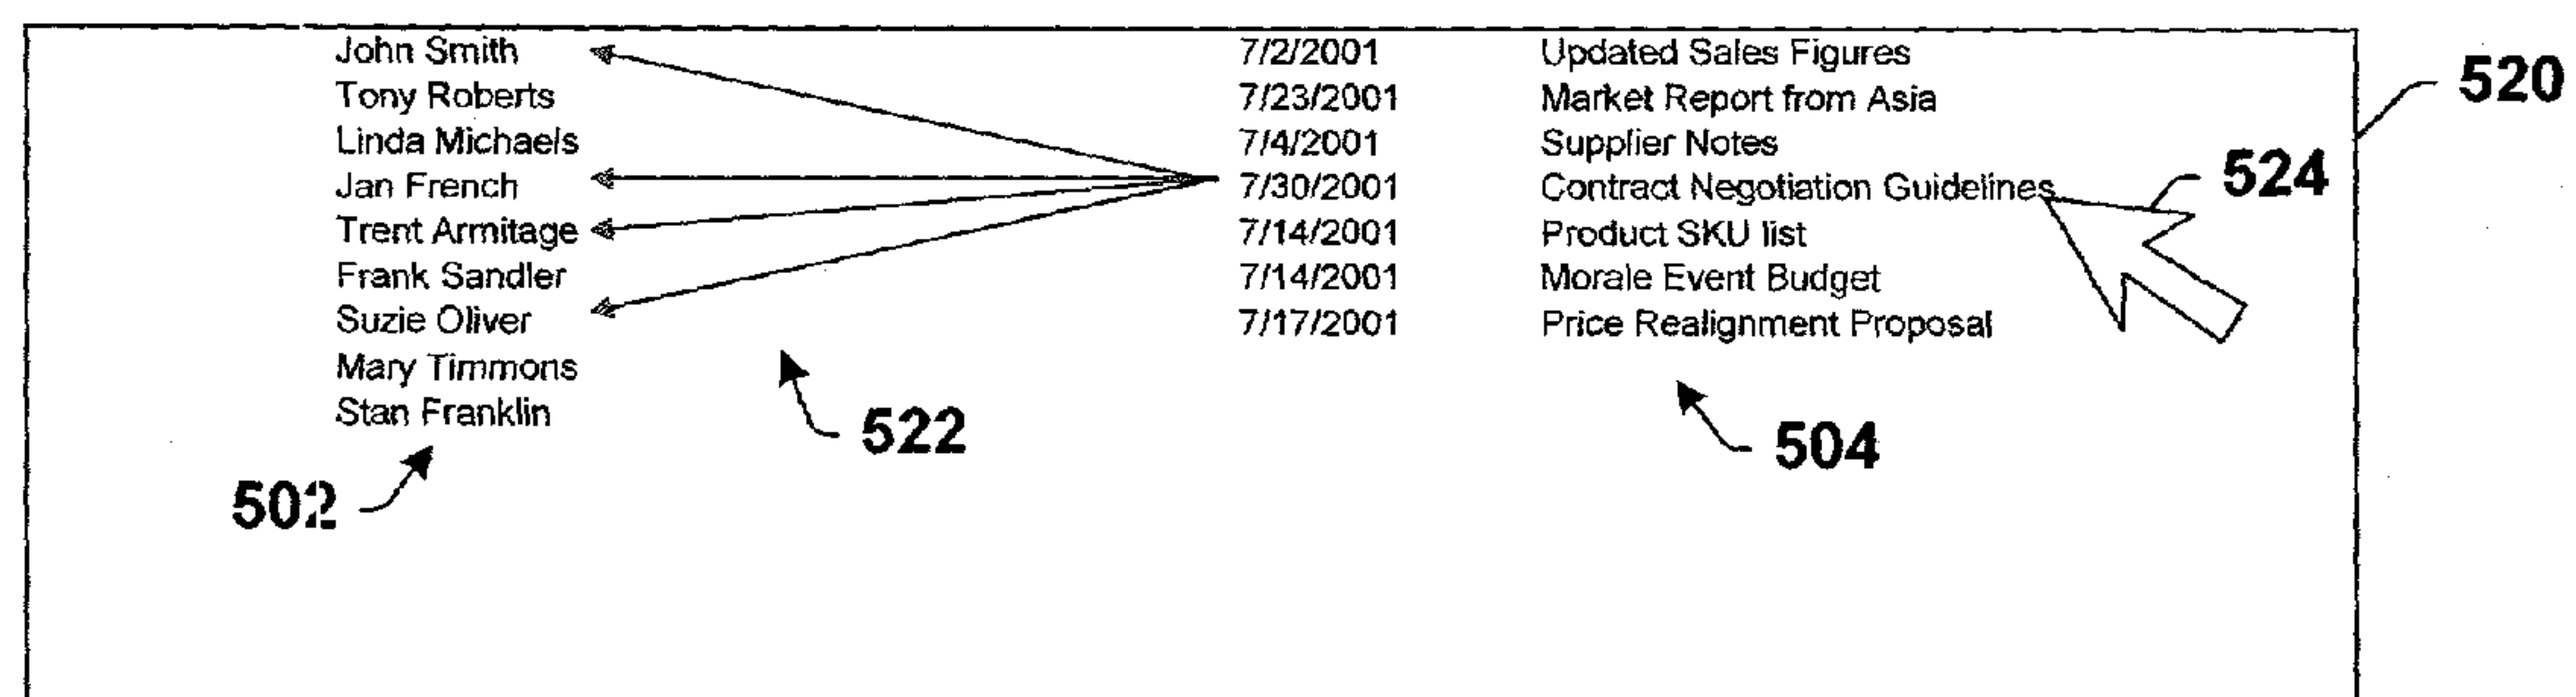 John Smith 7/2/2001 Updated Sales Figures
520
Tony Roberts 7/23/2001 Market Report from Asia
Linda Michaels 7/4/2001 Supplier Notes
524
Jan French 7/30/2001 Contract Negotiation Guidelines
Trent Armitage 7/14/2001 Product SKU list
Frank Sandler 7/14/2001 Morale Event Budget
Suzie Oliver 7/17/2001 Price Realignment Proposal
Mary Timmons
Stan Franklin
522
504
502